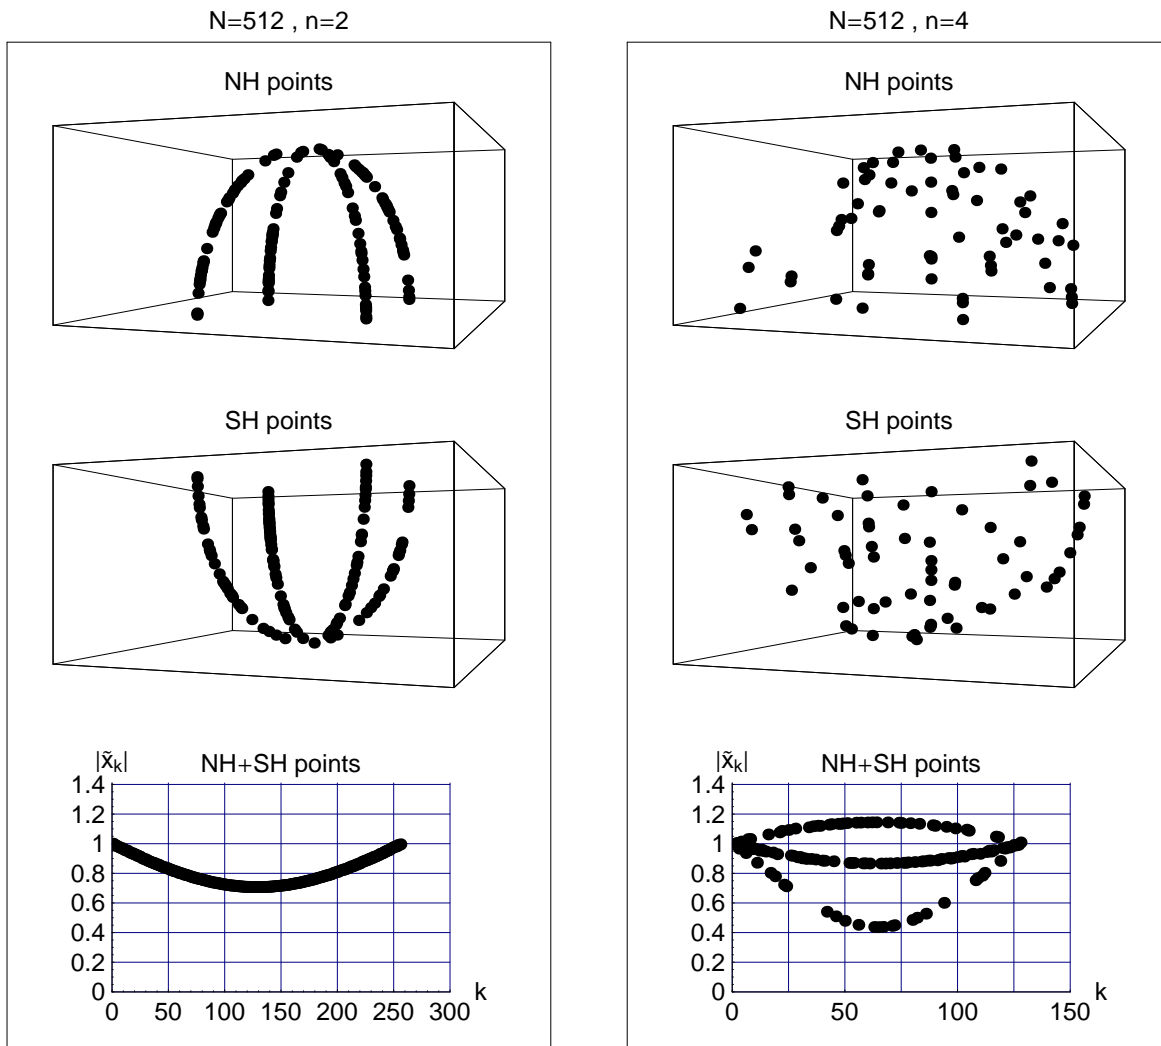 N=512 , n=2
NH points
SH points
|x̃ₖ|
NH+SH points
1.4
1.2
1
0.8
0.6
0.4
0.2
0
0 50 100 150 200 250 300
k
N=512 , n=4
NH points
SH points
|x̃ₖ|
NH+SH points
1.4
1.2
1
0.8
0.6
0.4
0.2
0
0 50 100 150
k